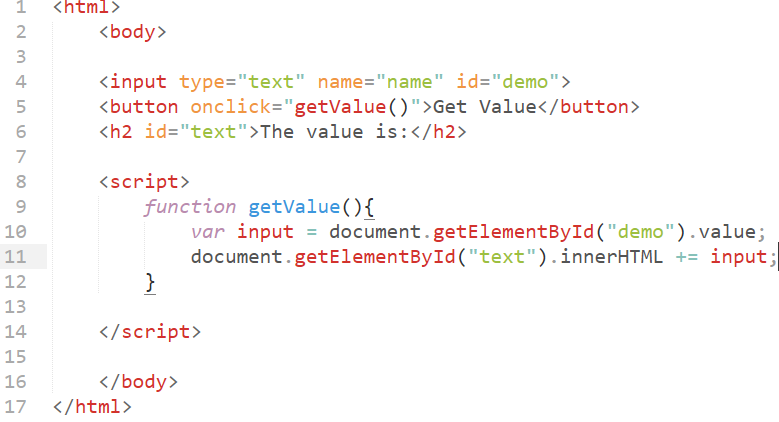 1 <html>
2 <body>
3
4 <input type="text" name="name" id="demo">
5 <button onclick="getValue()">Get Value</button>
6 <h2 id="text">The value is:</h2>
7
8 <script>
9 function getValue(){
10 var input = document.getElementById("demo").value;
11 document.getElementById("text").innerHTML += input;
12 }
13
14 </script>
15
16 </body>
17 </html>